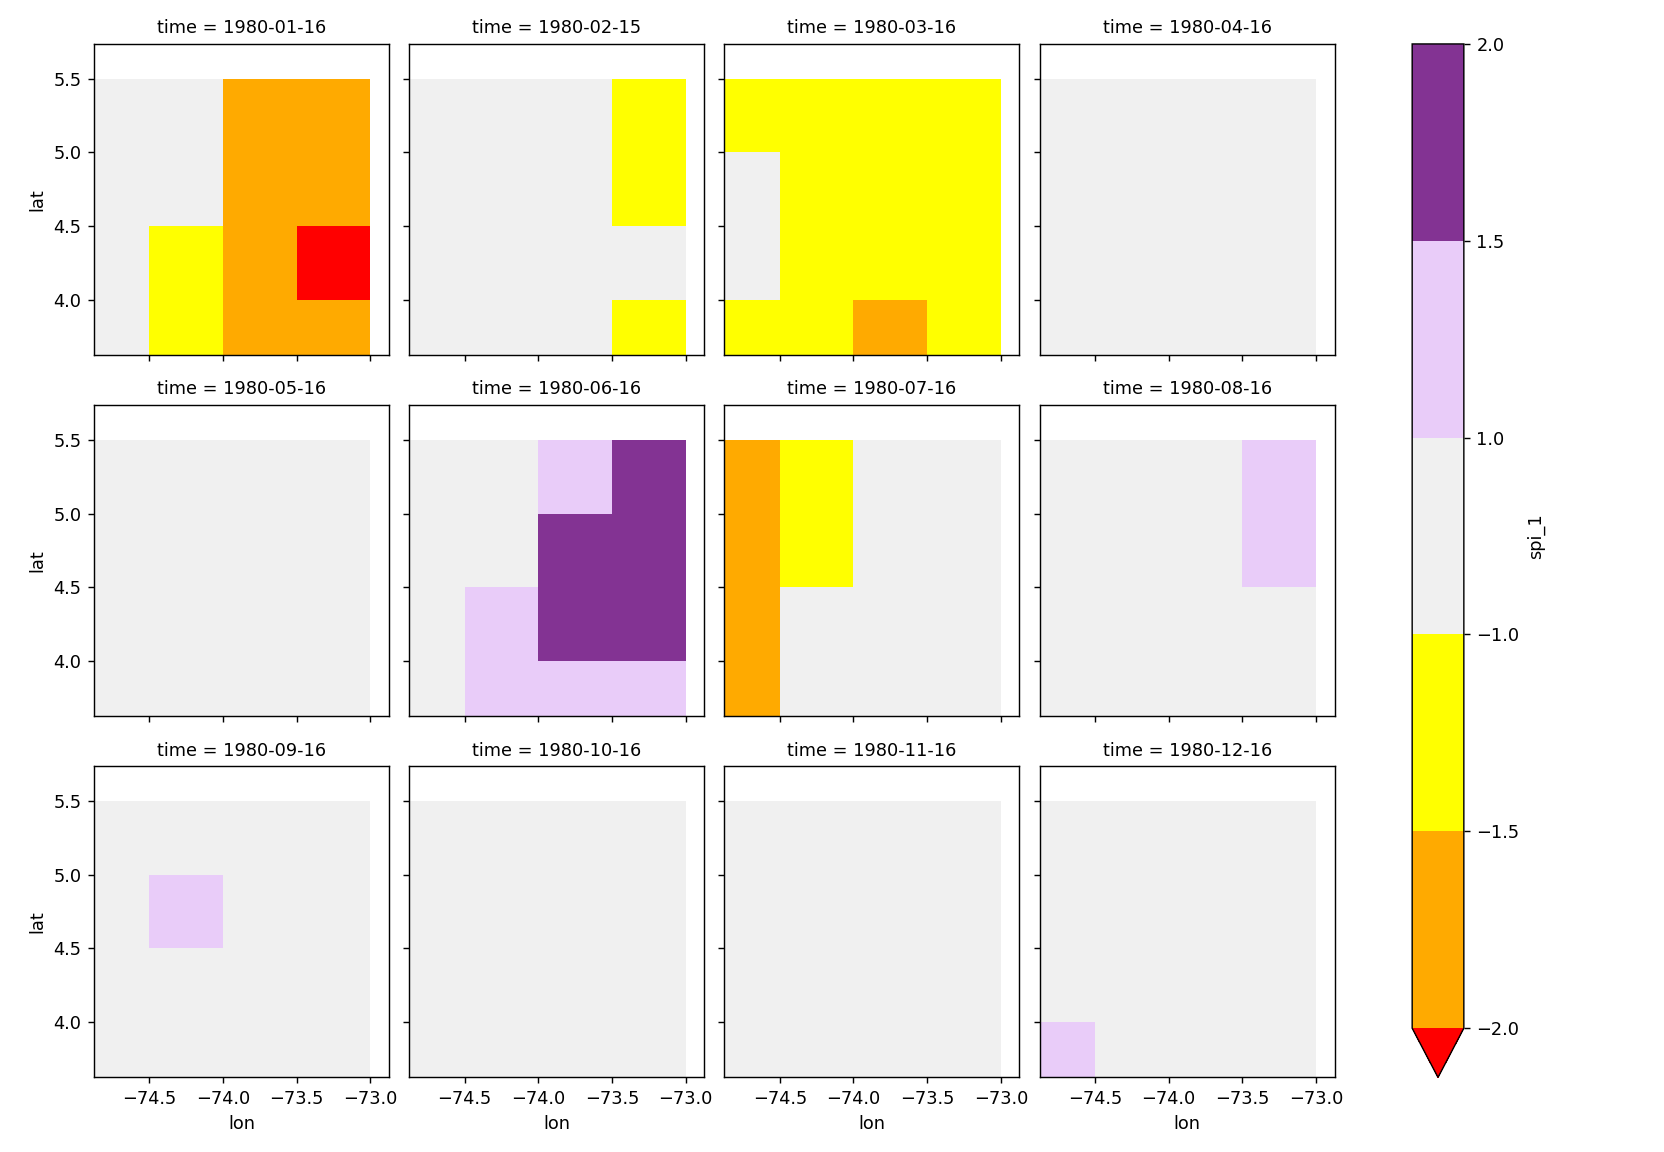 time = 1980-01-16
time = 1980-02-15
time = 1980-03-16
time = 1980-04-16
5.5
5.0
4.5
4.0
lat
time = 1980-05-16
time = 1980-06-16
time = 1980-07-16
time = 1980-08-16
5.5
5.0
4.5
4.0
lat
time = 1980-09-16
time = 1980-10-16
time = 1980-11-16
time = 1980-12-16
5.5
5.0
4.5
4.0
lat
−74.5 −74.0 −73.5 −73.0
lon
−74.5 −74.0 −73.5 −73.0
lon
−74.5 −74.0 −73.5 −73.0
lon
−74.5 −74.0 −73.5 −73.0
lon
2.0
1.5
1.0
−1.0
−1.5
−2.0
spi_1